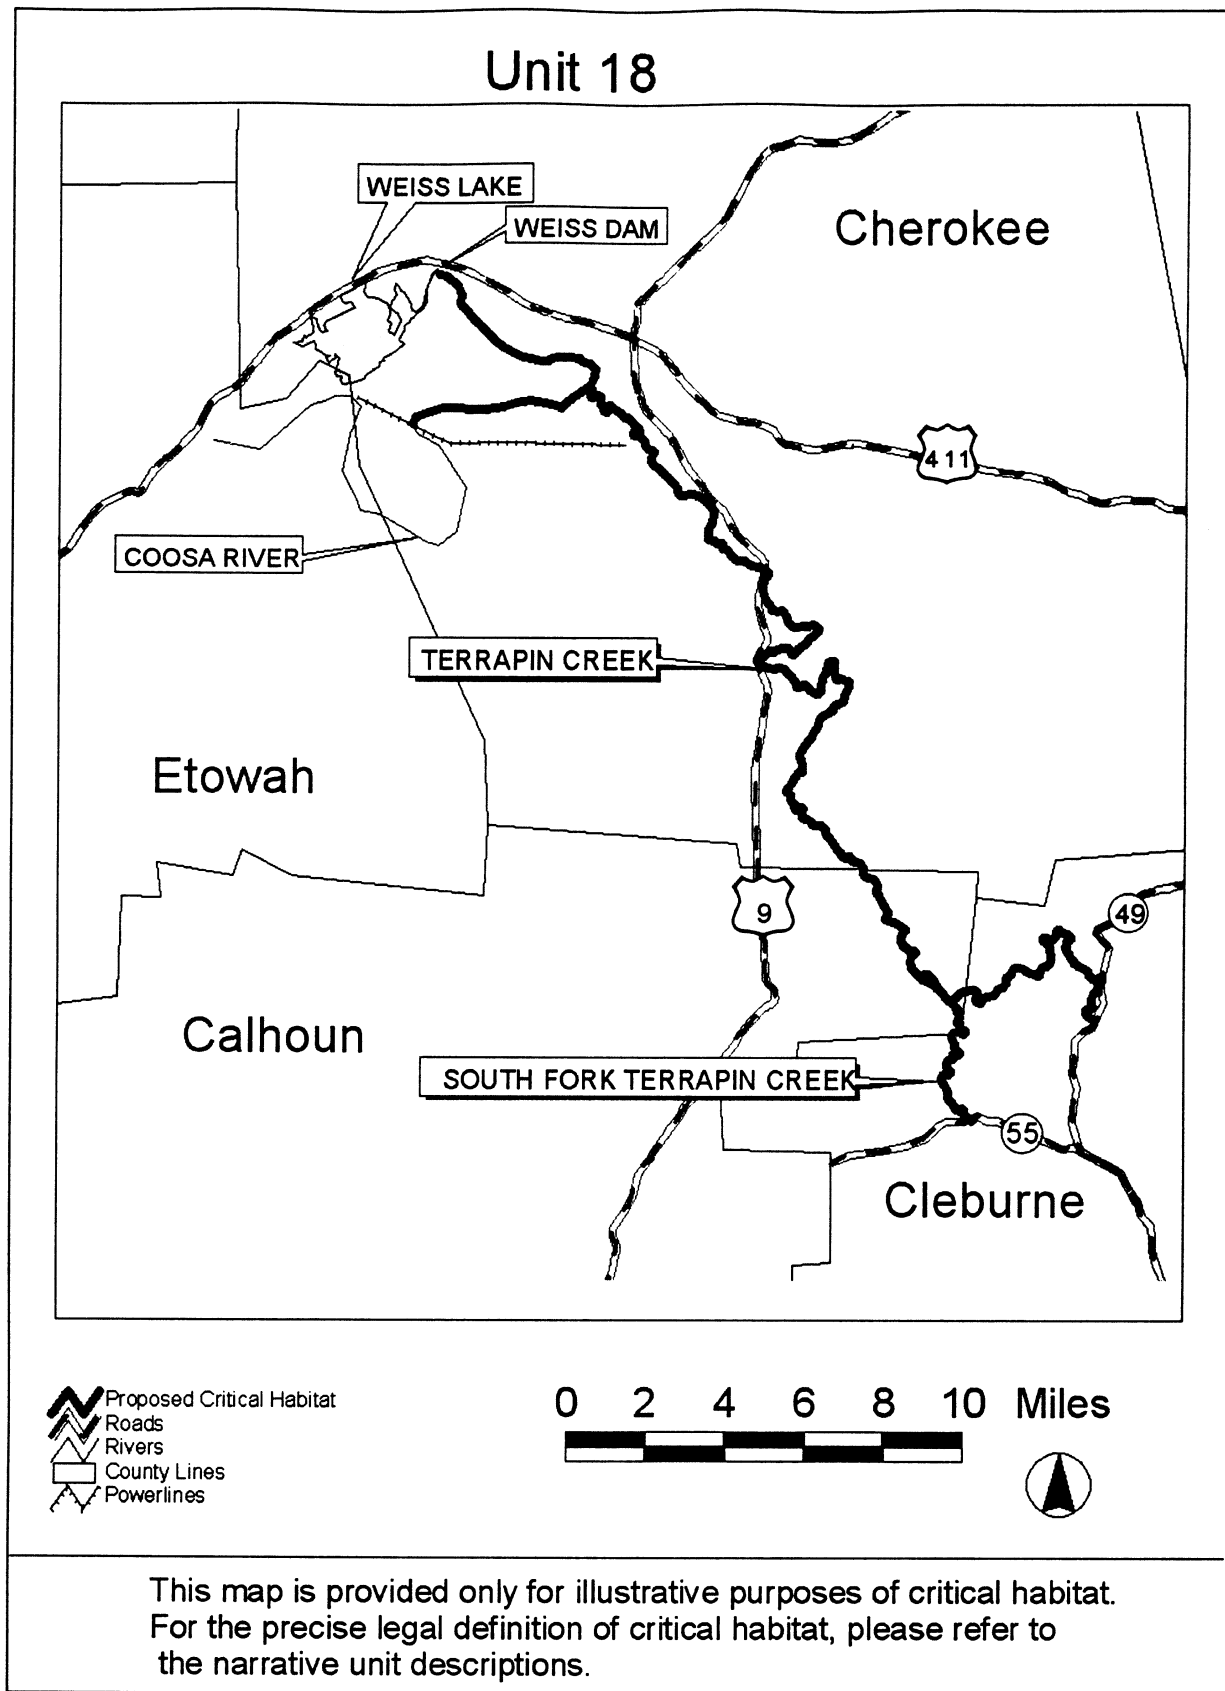 Unit 18
WEISS LAKE
WEISS DAM
Cherokee
411
COOSA RIVER
TERRAPIN CREEK
Etowah
9
49
Calhoun
SOUTH FORK TERRAPIN CREEK
55
Cleburne
Proposed Critical Habitat
Roads
Rivers
County Lines
Powerlines
0 2 4 6 8 10 Miles
This map is provided only for illustrative purposes of critical habitat.
For the precise legal definition of critical habitat, please refer to
the narrative unit descriptions.